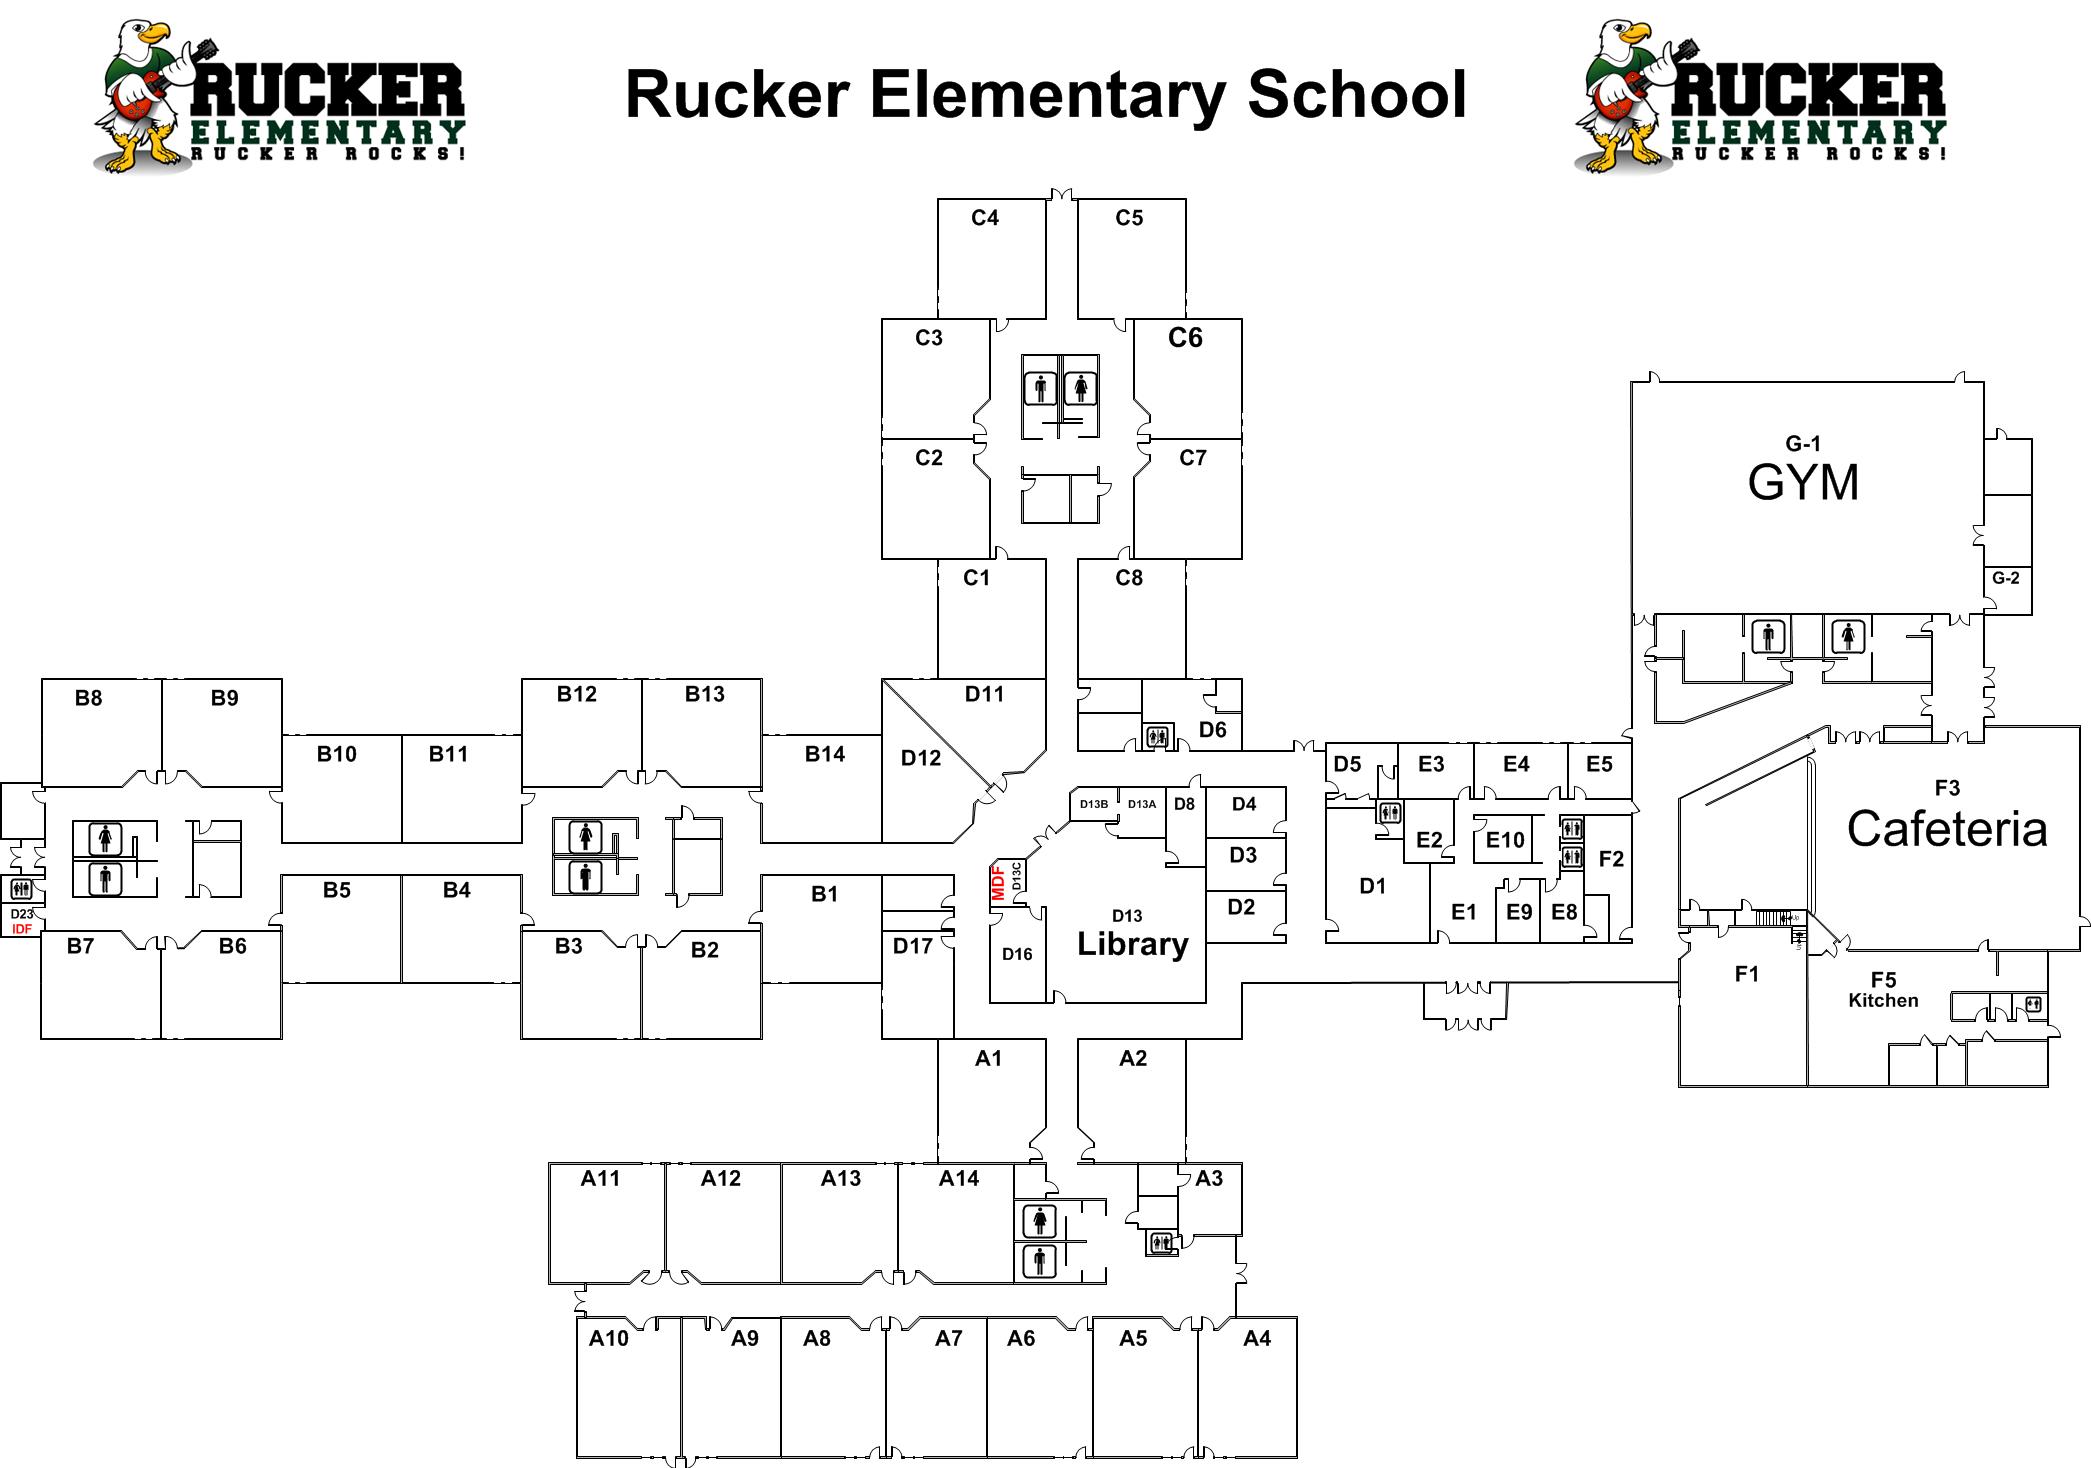 RUCKER
ELEMENTARY
RUCKER ROCKS!
Rucker Elementary School
RUCKER
ELEMENTARY
RUCKER ROCKS!
C4
C5
C3
C6
C2
C7
C1
C8
G-1
GYM
G-2
B8
B9
B12
B13
D11
B10
B11
B14
D12
D6
D5
E3
E4
E5
F3
Cafeteria
D13B
D13A
D8
D4
E2
E10
D3
F2
MDF
D13C
B5
B4
B1
D1
D2
E1
E9
E8
Up
Up
D23
IDF
D13
Library
B7
B6
B3
B2
D17
D16
F1
F5
Kitchen
A1
A2
A11
A12
A13
A14
A3
A10
A9
A8
A7
A6
A5
A4